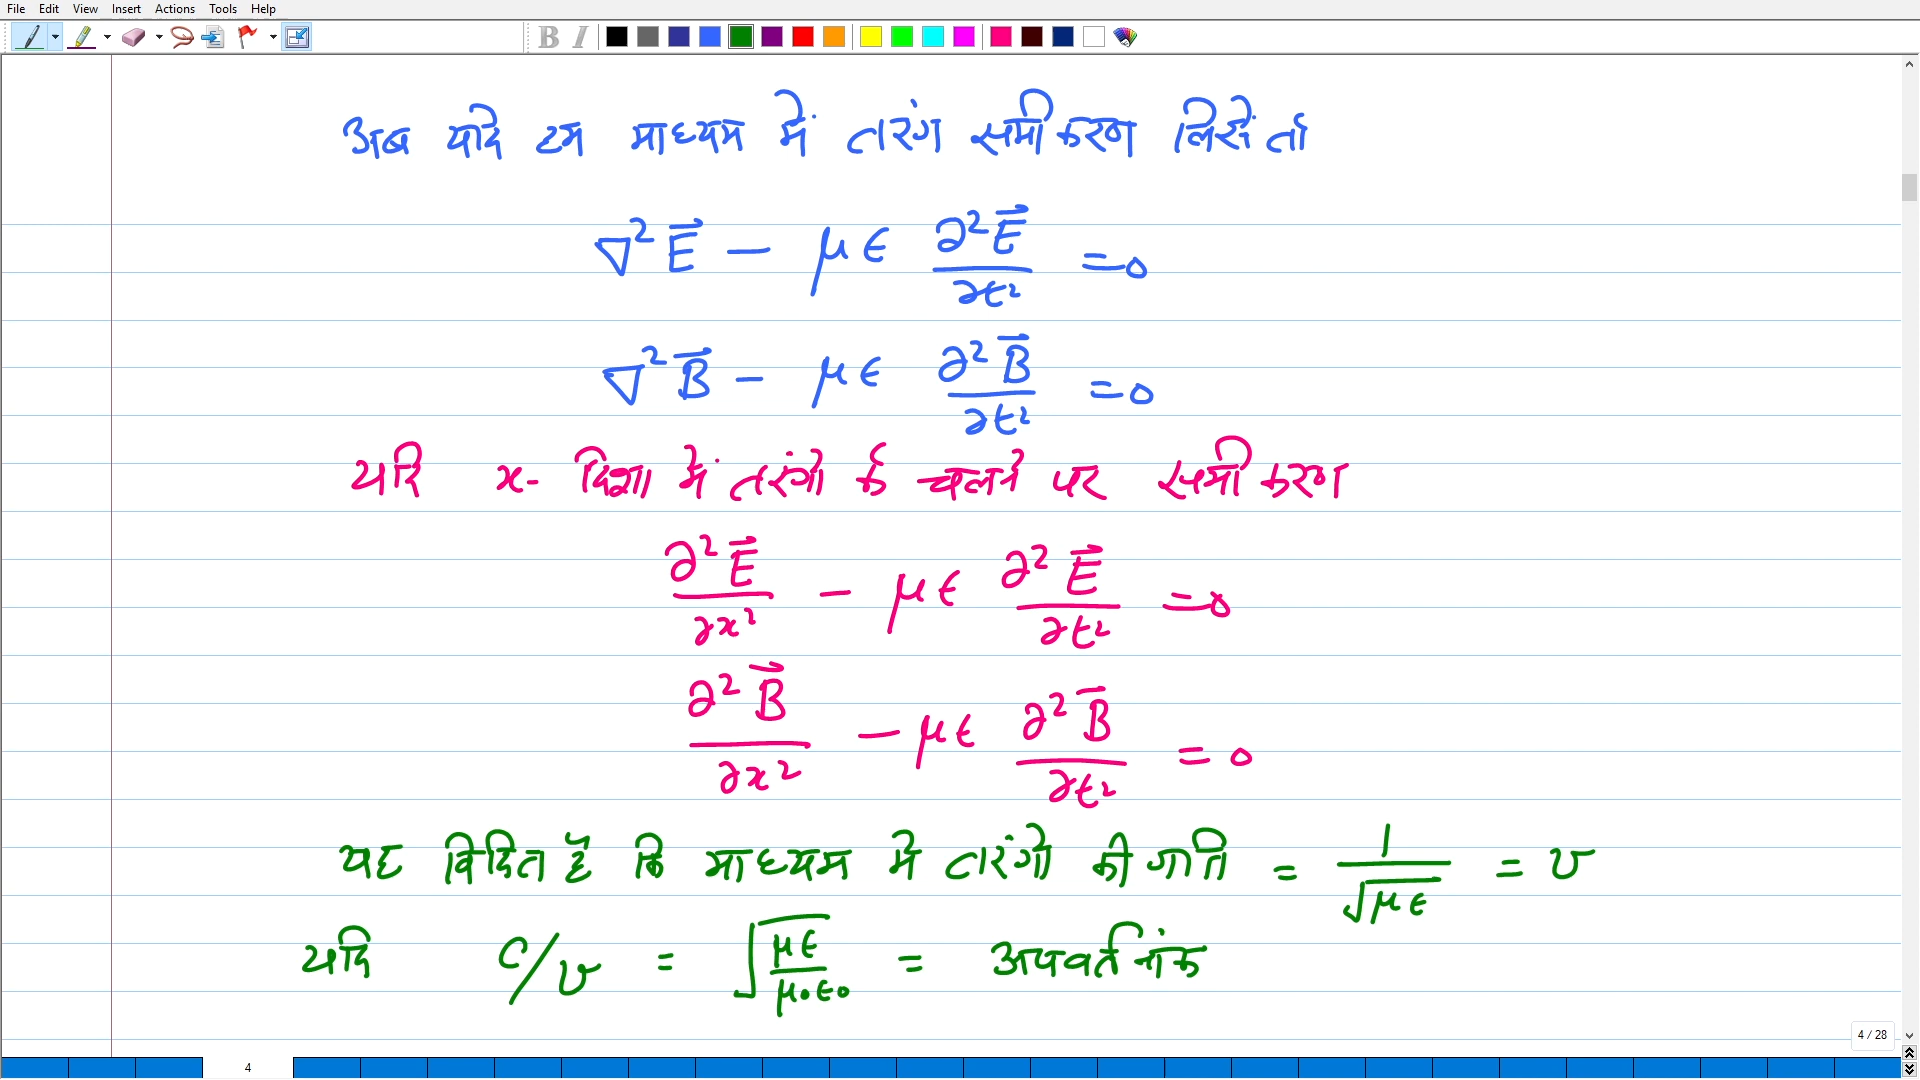 File Edit View Insert Actions Tools Help
अब यदि हम माध्यम में तरंग समीकरण लिखें तो
∇²E⃗ − με ∂²E⃗/∂t² = 0
∇²B⃗ − με ∂²B⃗/∂t² = 0
यदि x- दिशा में तरंगों के चलने पर समीकरण
∂²E⃗/∂x² − με ∂²E⃗/∂t² = 0
∂²B⃗/∂x² − με ∂²B⃗/∂t² = 0
यह विदित है कि माध्यम में तरंगों की गति = 1/√με = v
यदि c/v = √(με/μ₀ε₀) = अपवर्तनांक
4 / 28
4